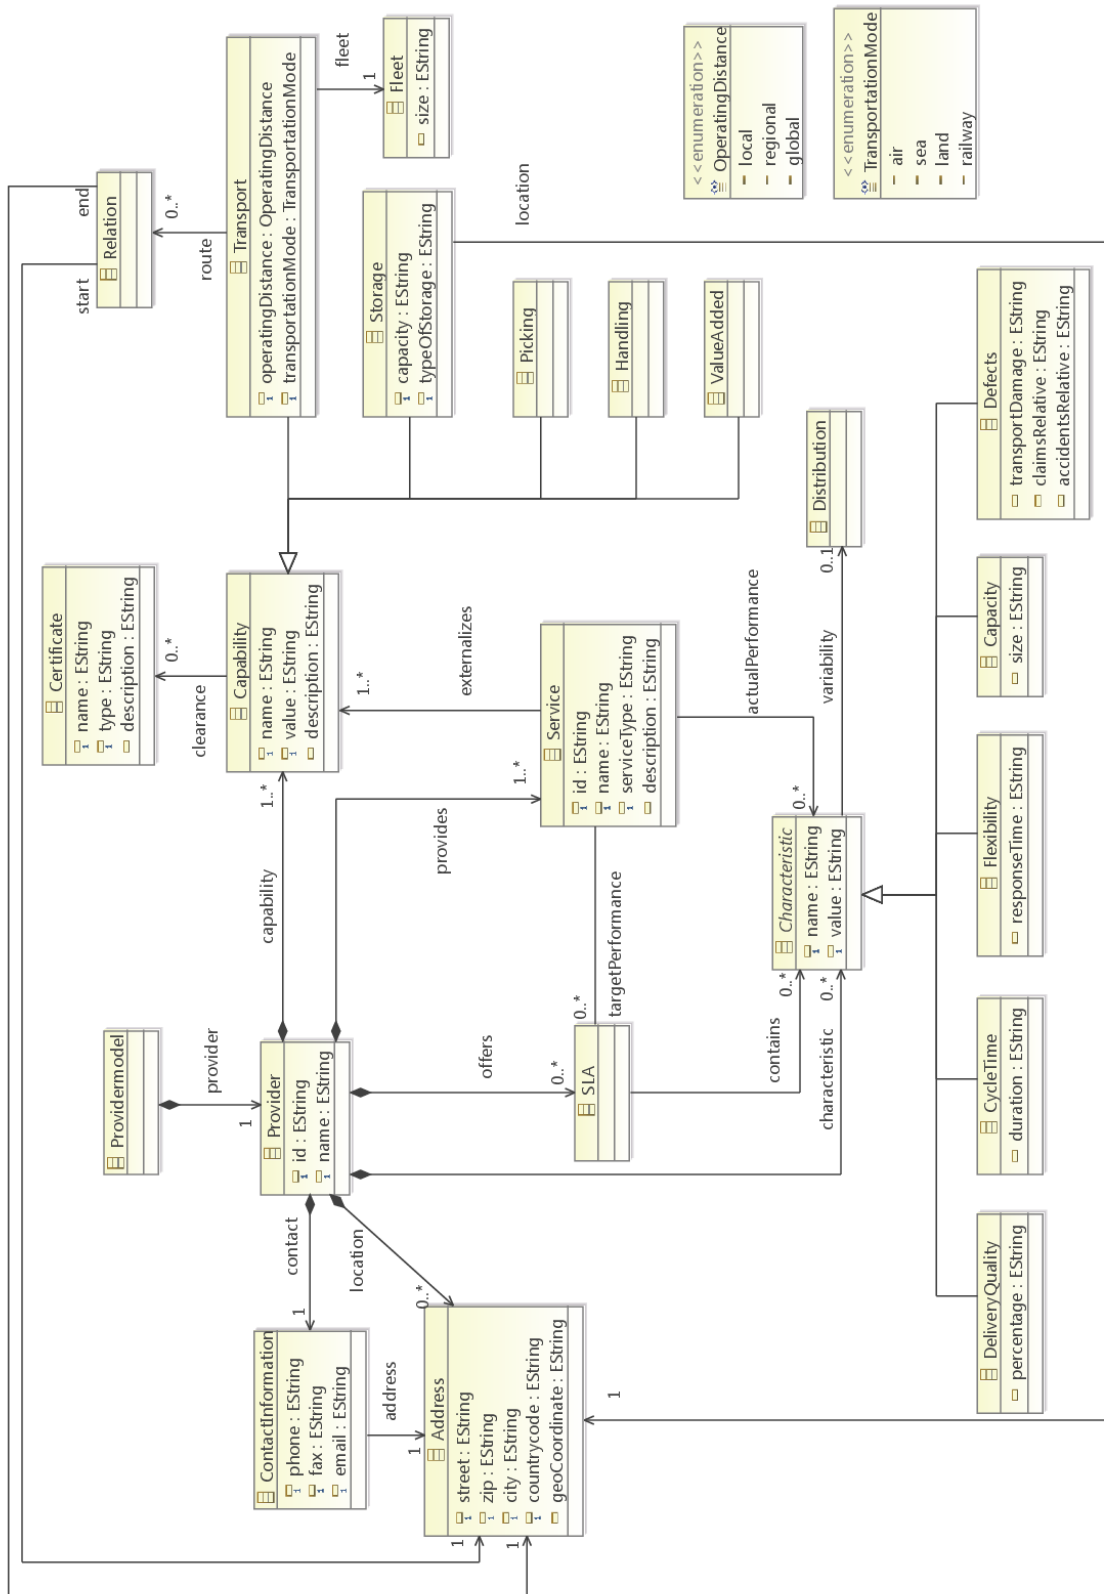 start
end
Relation
0..*
route
Certificate
name : EString
type : EString
description : EString
0..*
clearance
Providermodel
provider
1
ContactInformation
phone : EString
fax : EString
email : EString
1
contact
Provider
id : EString
name : EString
capability
1..*
Capability
name : EString
value : EString
description : EString
Transport
operatingDistance : OperatingDistance
transportationMode : TransportationMode
fleet
1
Fleet
size : EString
location
0..*
address
1
Address
street : EString
zip : EString
city : EString
countrycode : EString
geoCoordinate : EString
1
1
1
provides
1..*
externalizes
1..*
Storage
capacity : EString
typeOfStorage : EString
location
offers
0..*
SLA
0..*
targetPerformance
Service
id : EString
name : EString
serviceType : EString
description : EString
Picking
Handling
ValueAdded
<<enumeration>>
OperatingDistance
local
regional
global
<<enumeration>>
TransportationMode
air
sea
land
railway
contains
0..*
characteristic
0..*
actualPerformance
0..*
Characteristic
name : EString
value : EString
variability
0..1
Distribution
DeliveryQuality
percentage : EString
CycleTime
duration : EString
Flexibility
responseTime : EString
Capacity
size : EString
Defects
transportDamage : EString
claimsRelative : EString
accidentsRelative : EString